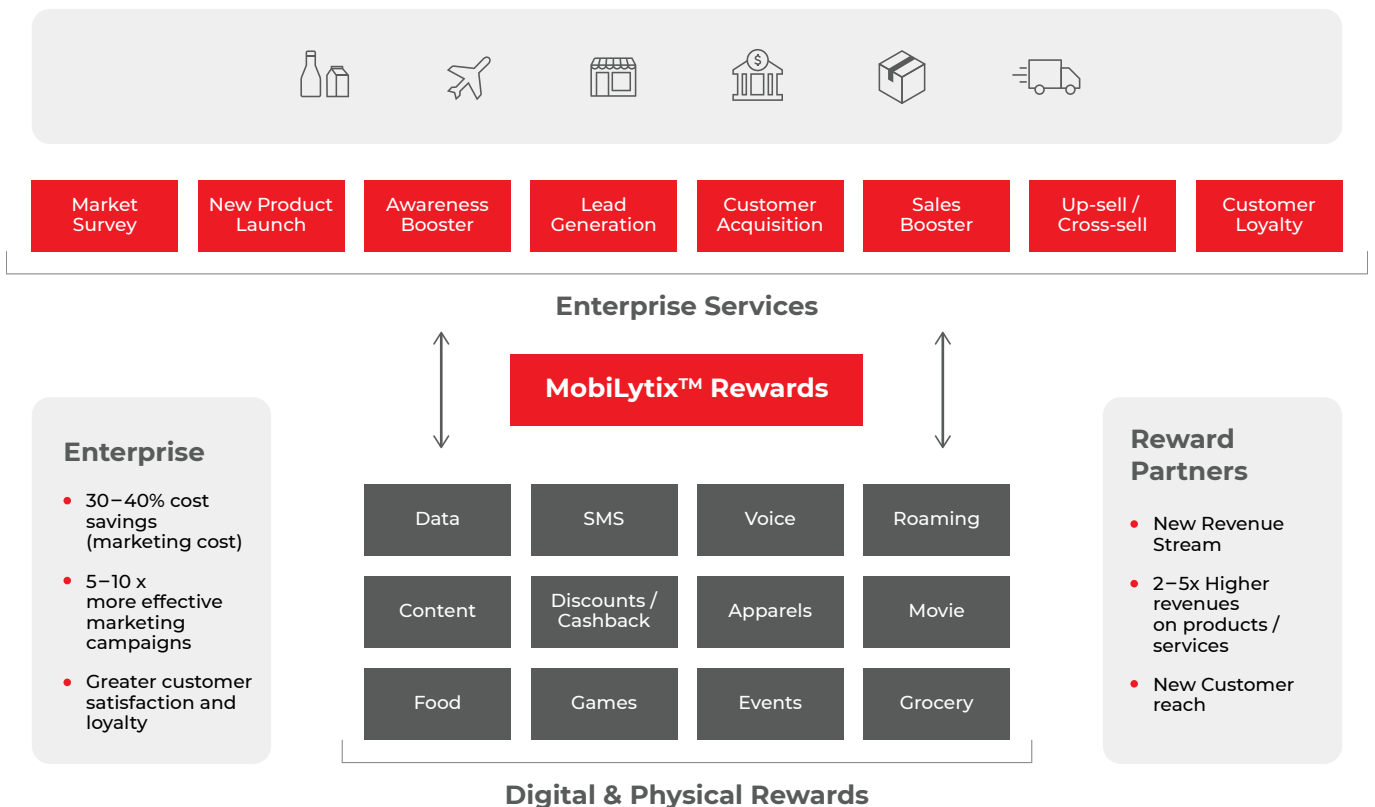 $
Market
Survey
New Product
Launch
Awareness
Booster
Lead
Generation
Customer
Acquisition
Sales
Booster
Up-sell /
Cross-sell
Customer
Loyalty
Enterprise Services
MobiLytix™ Rewards
Enterprise
30–40% cost
savings
(marketing cost)
5–10 x
more effective
marketing
campaigns
Greater customer
satisfaction and
loyalty
Data
SMS
Voice
Roaming
Content
Discounts /
Cashback
Apparels
Movie
Food
Games
Events
Grocery
Digital & Physical Rewards
Reward
Partners
New Revenue
Stream
2–5x Higher
revenues
on products /
services
New Customer
reach